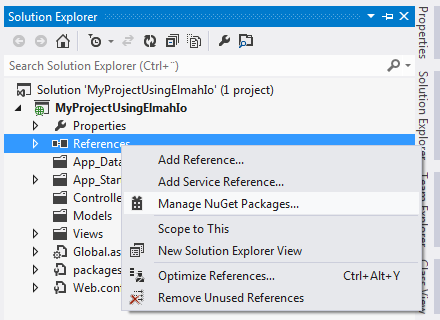 Solution Explorer
Search Solution Explorer (Ctrl+¨)
Solution 'MyProjectUsingElmahIo' (1 project)
MyProjectUsingElmahIo
Properties
References
App_Data
Add Reference...
App_Star
Add Service Reference...
Controlle
Manage NuGet Packages...
Models
Scope to This
Views
New Solution Explorer View
Global.as
packages
Optimize References... Ctrl+Alt+Y
Web.conf
Remove Unused References
Properties
Solution Explorer
Team Explorer
Class View